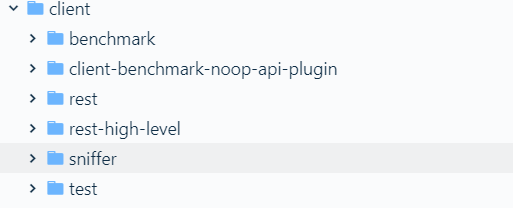 client
benchmark
client-benchmark-noop-api-plugin
rest
rest-high-level
sniffer
test